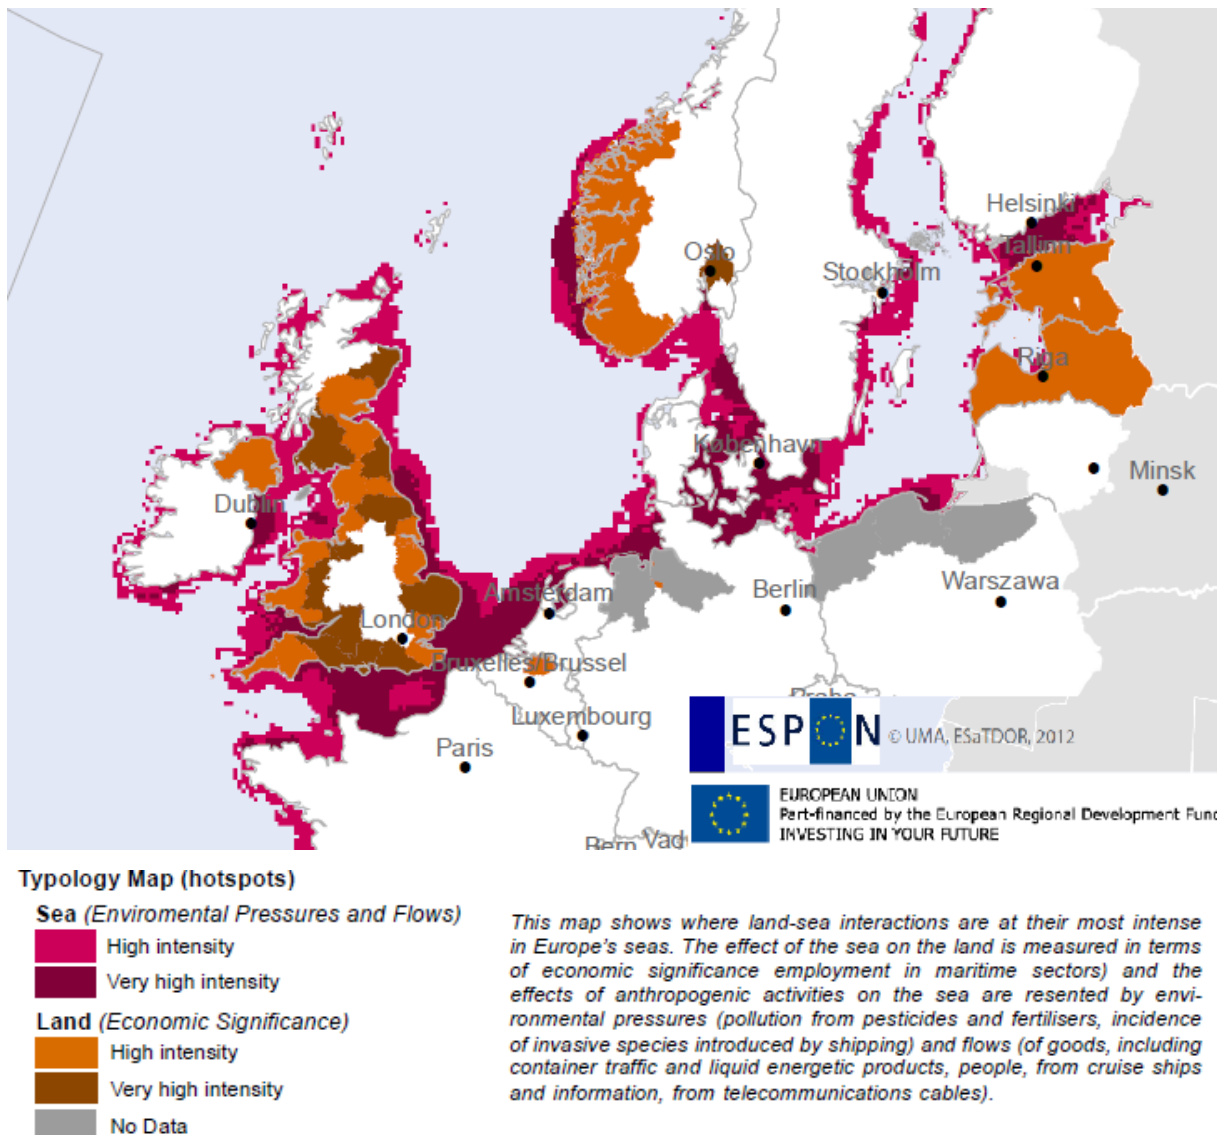 Helsinki
Tallinn
Oslo
Stockholm
Riga
København
Minsk
Dublin
Amsterdam
Berlin
Warszawa
London
Bruxelles/Brussel
Luxembourg
Paris
ESPON © UMA, ESaTDOR, 2012
EUROPEAN UNION
Part-financed by the European Regional Development Fund
INVESTING IN YOUR FUTURE
Typology Map (hotspots)
Sea (Enviromental Pressures and Flows)
High intensity
Very high intensity
Land (Economic Significance)
High intensity
Very high intensity
No Data
This map shows where land-sea interactions are at their most intense
in Europe's seas. The effect of the sea on the land is measured in terms
of economic significance employment in maritime sectors) and the
effects of anthropogenic activities on the sea are resented by envi-
ronmental pressures (pollution from pesticides and fertilisers, incidence
of invasive species introduced by shipping) and flows (of goods, including
container traffic and liquid energetic products, people, from cruise ships
and information, from telecommunications cables).